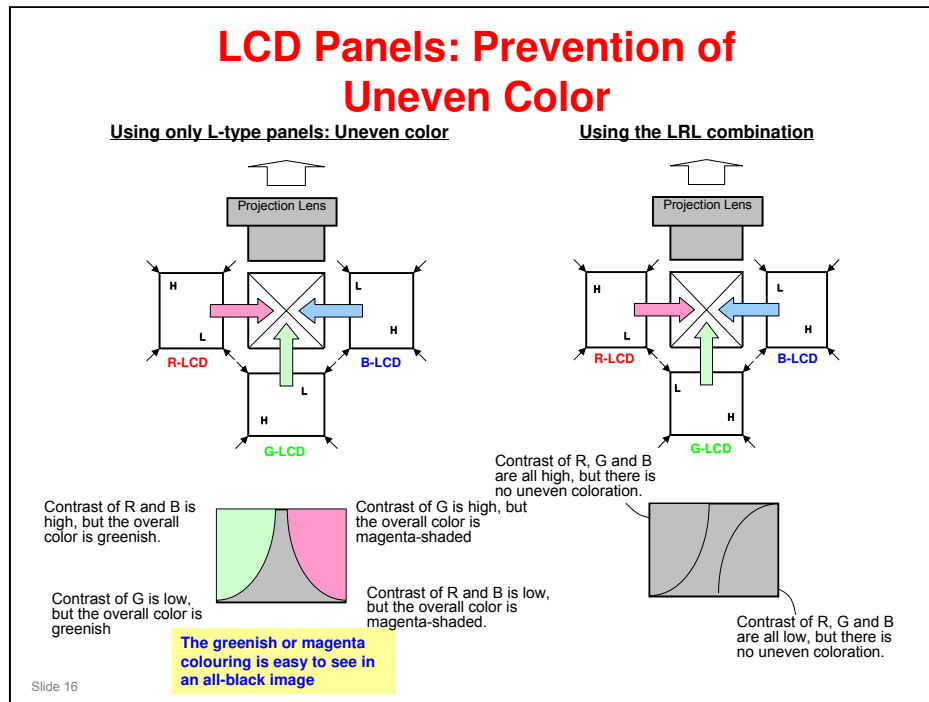 LCD Panels: Prevention of
Uneven Color
Using only L-type panels: Uneven color
Using the LRL combination
Projection Lens
Projection Lens
H
L
L
H
R-LCD
B-LCD
L
H
G-LCD
H
L
L
H
R-LCD
B-LCD
L
H
G-LCD
Contrast of R and B is
high, but the overall
color is greenish.
Contrast of G is high, but
the overall color is
magenta-shaded
Contrast of G is low,
but the overall color is
greenish
Contrast of R and B is low,
but the overall color is
magenta-shaded.
The greenish or magenta
colouring is easy to see in
an all-black image
Contrast of R, G and B
are all high, but there is
no uneven coloration.
Contrast of R, G and B
are all low, but there is
no uneven coloration.
Slide 16